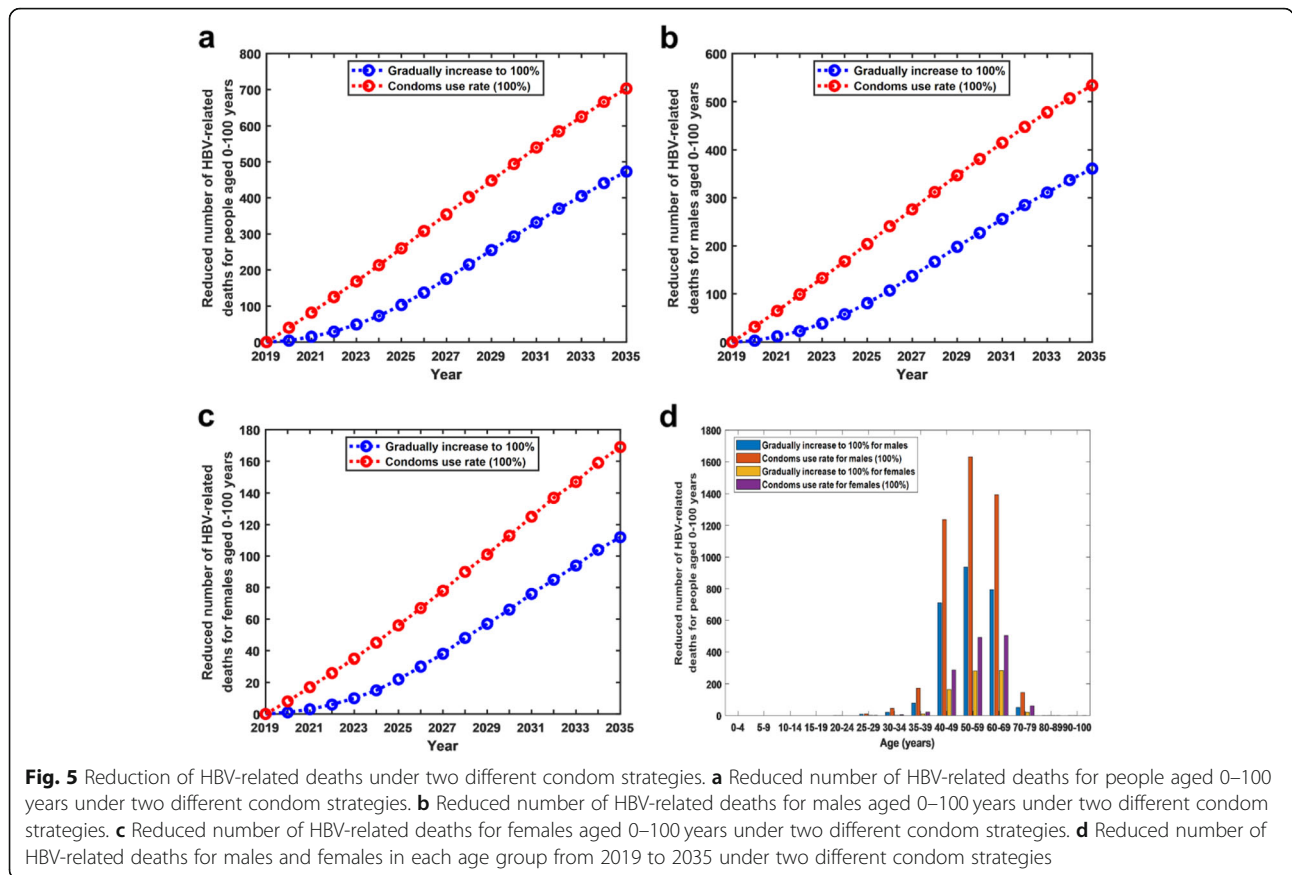 a
800
700
600
500
400
300
200
100
0
Reduced number of HBV-related
deaths for people aged 0-100 years
Gradually increase to 100%
Condoms use rate (100%)
2019 2021 2023 2025 2027 2029 2031 2033 2035
Year
b
600
500
400
300
200
100
0
Reduced number of HBV-related
deaths for males aged 0-100 years
Gradually increase to 100%
Condoms use rate (100%)
2019 2021 2023 2025 2027 2029 2031 2033 2035
Year
c
180
160
140
120
100
80
60
40
20
0
Reduced number of HBV-related
deaths for females aged 0-100 years
Gradually increase to 100%
Condoms use rate (100%)
2019 2021 2023 2025 2027 2029 2031 2033 2035
Year
d
1800
1600
1400
1200
1000
800
600
400
200
0
Reduced number of HBV-related
deaths for people aged 0-100 years
Gradually increase to 100% for males
Condoms use rate for males (100%)
Gradually increase to 100% for females
Condoms use rate for females (100%)
0-4 5-9 10-14 15-19 20-24 25-29 30-34 35-39 40-49 50-59 60-69 70-79 80-89 90-100
Age (years)
Fig. 5 Reduction of HBV-related deaths under two different condom strategies. a Reduced number of HBV-related deaths for people aged 0–100
years under two different condom strategies. b Reduced number of HBV-related deaths for males aged 0–100 years under two different condom
strategies. c Reduced number of HBV-related deaths for females aged 0–100 years under two different condom strategies. d Reduced number of
HBV-related deaths for males and females in each age group from 2019 to 2035 under two different condom strategies